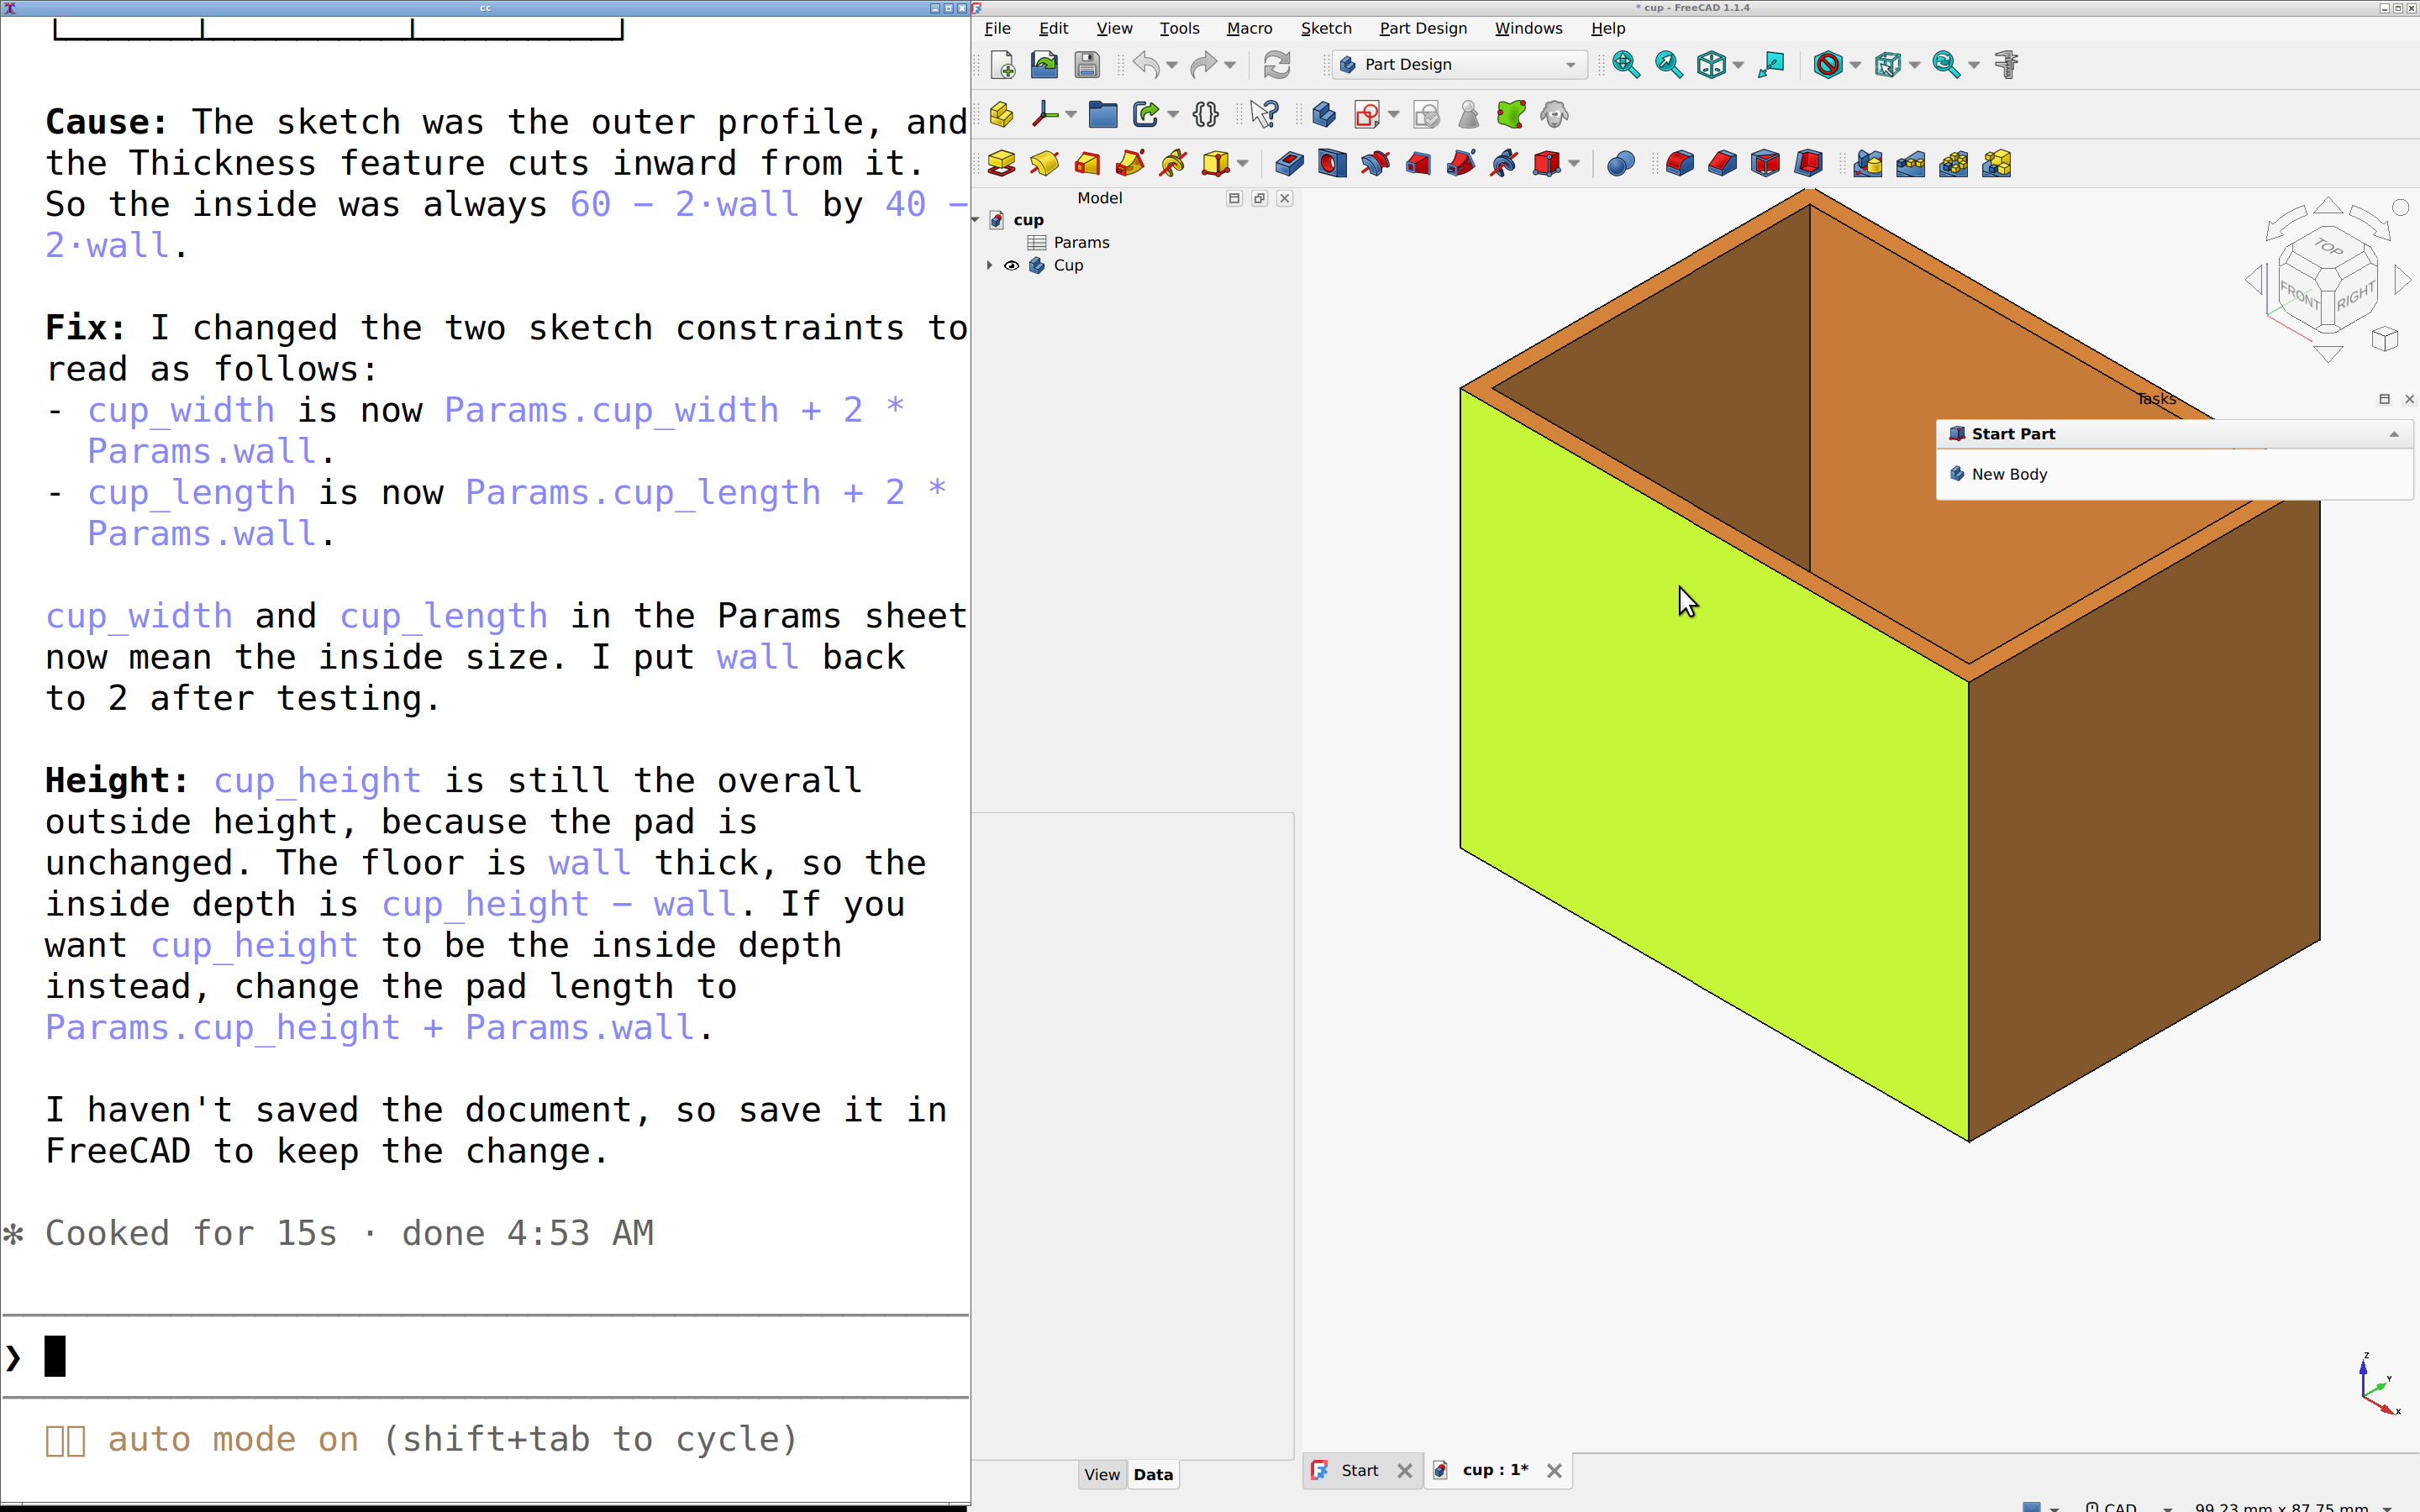 cc
Cause: The sketch was the outer profile, and
the Thickness feature cuts inward from it.
So the inside was always 60 − 2·wall by 40 −
2·wall.
Fix: I changed the two sketch constraints to
read as follows:
- cup_width is now Params.cup_width + 2 *
Params.wall.
- cup_length is now Params.cup_length + 2 *
Params.wall.
cup_width and cup_length in the Params sheet
now mean the inside size. I put wall back
to 2 after testing.
Height: cup_height is still the overall
outside height, because the pad is
unchanged. The floor is wall thick, so the
inside depth is cup_height − wall. If you
want cup_height to be the inside depth
instead, change the pad length to
Params.cup_height + Params.wall.
I haven't saved the document, so save it in
FreeCAD to keep the change.
✻ Cooked for 15s · done 4:53 AM
❯
auto mode on (shift+tab to cycle)
* cup - FreeCAD 1.1.4
File Edit View Tools Macro Sketch Part Design Windows Help
Part Design
Model
cup
Params
Cup
TOP
FRONT
RIGHT
Tasks
Start Part
New Body
Z
Y
X
View Data
Start
cup : 1*
CAD
99.23 mm x 87.75 mm